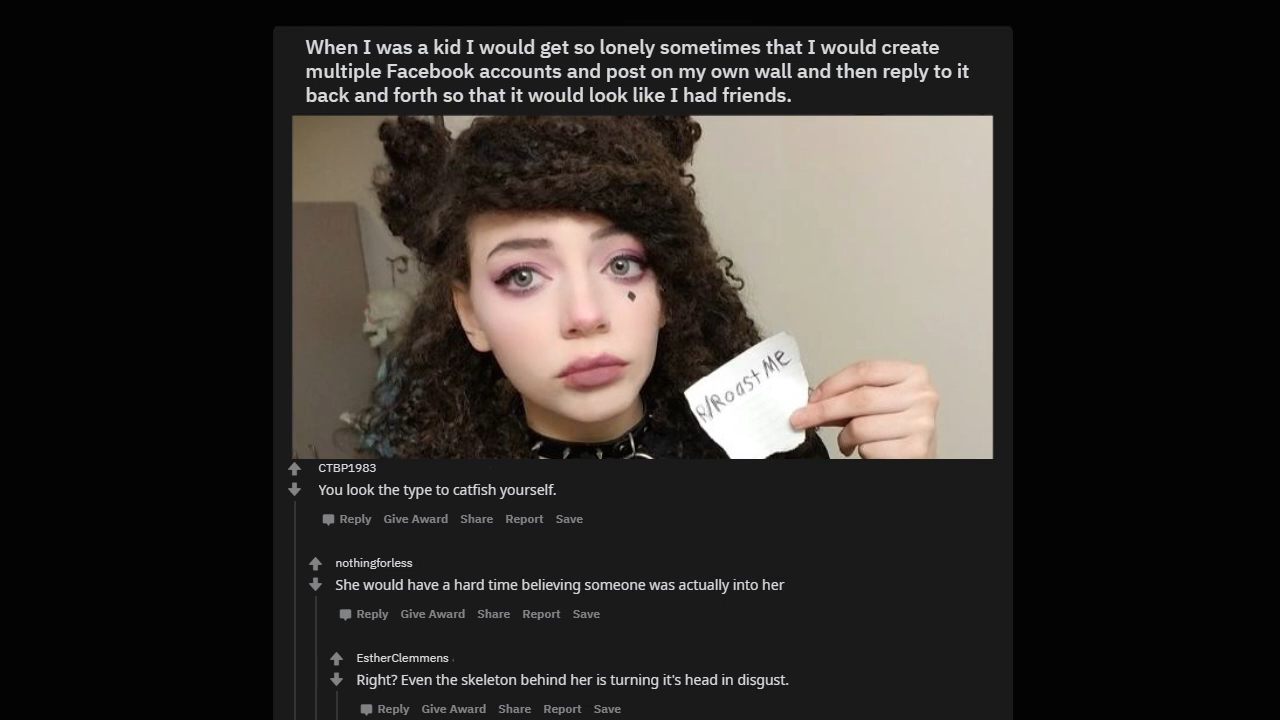 When I was a kid I would get so lonely sometimes that I would create
multiple Facebook accounts and post on my own wall and then reply to it
back and forth so that it would look like I had friends.
R/Roast ME
CTBP1983
You look the type to catfish yourself.
Reply Give Award Share Report Save
nothingforless
She would have a hard time believing someone was actually into her
Reply Give Award Share Report Save
EstherClemmens
Right? Even the skeleton behind her is turning it's head in disgust.
Reply Give Award Share Report Save